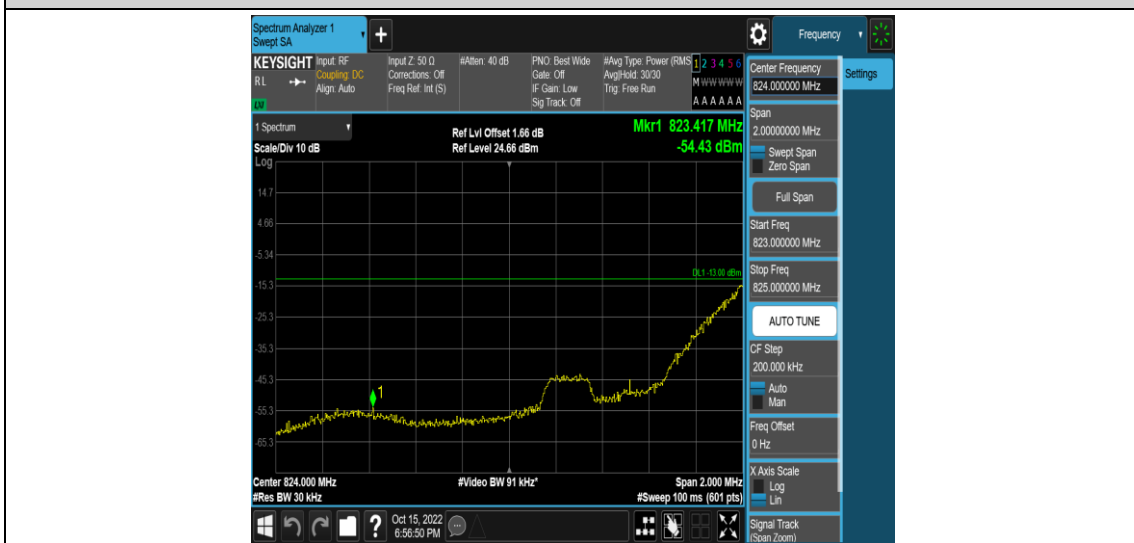 Spectrum Analyzer 1
Swept SA
Frequency
KEYSIGHT
Input: RF
Coupling: DC
Align: Auto
Input Z: 50 Ω
Corrections: Off
Freq Ref: Int (S)
#Atten: 40 dB
PNO: Best Wide
Gate: Off
IF Gain: Low
Sig Track: Off
#Avg Type: Power (RMS
Avg|Hold: 30/30
Trig: Free Run
1 2 3 4 5 6
M W W W W W
A A A A A A
R L
LXI
1 Spectrum
Scale/Div 10 dB
Ref Lvl Offset 1.66 dB
Ref Level 24.66 dBm
Mkr1 823.417 MHz
-54.43 dBm
Log
14.7
4.66
-5.34
DL1 -13.00 dBm
-15.3
-25.3
-35.3
-45.3
1
-55.3
-65.3
Center 824.000 MHz
#Video BW 91 kHz*
Span 2.000 MHz
#Res BW 30 kHz
#Sweep 100 ms (601 pts)
Oct 15, 2022
6:56:50 PM
Center Frequency
824.000000 MHz
Settings
Span
2.00000000 MHz
Swept Span
Zero Span
Full Span
Start Freq
823.000000 MHz
Stop Freq
825.000000 MHz
AUTO TUNE
CF Step
200.000 kHz
Auto
Man
Freq Offset
0 Hz
X Axis Scale
Log
Lin
Signal Track
(Span Zoom)